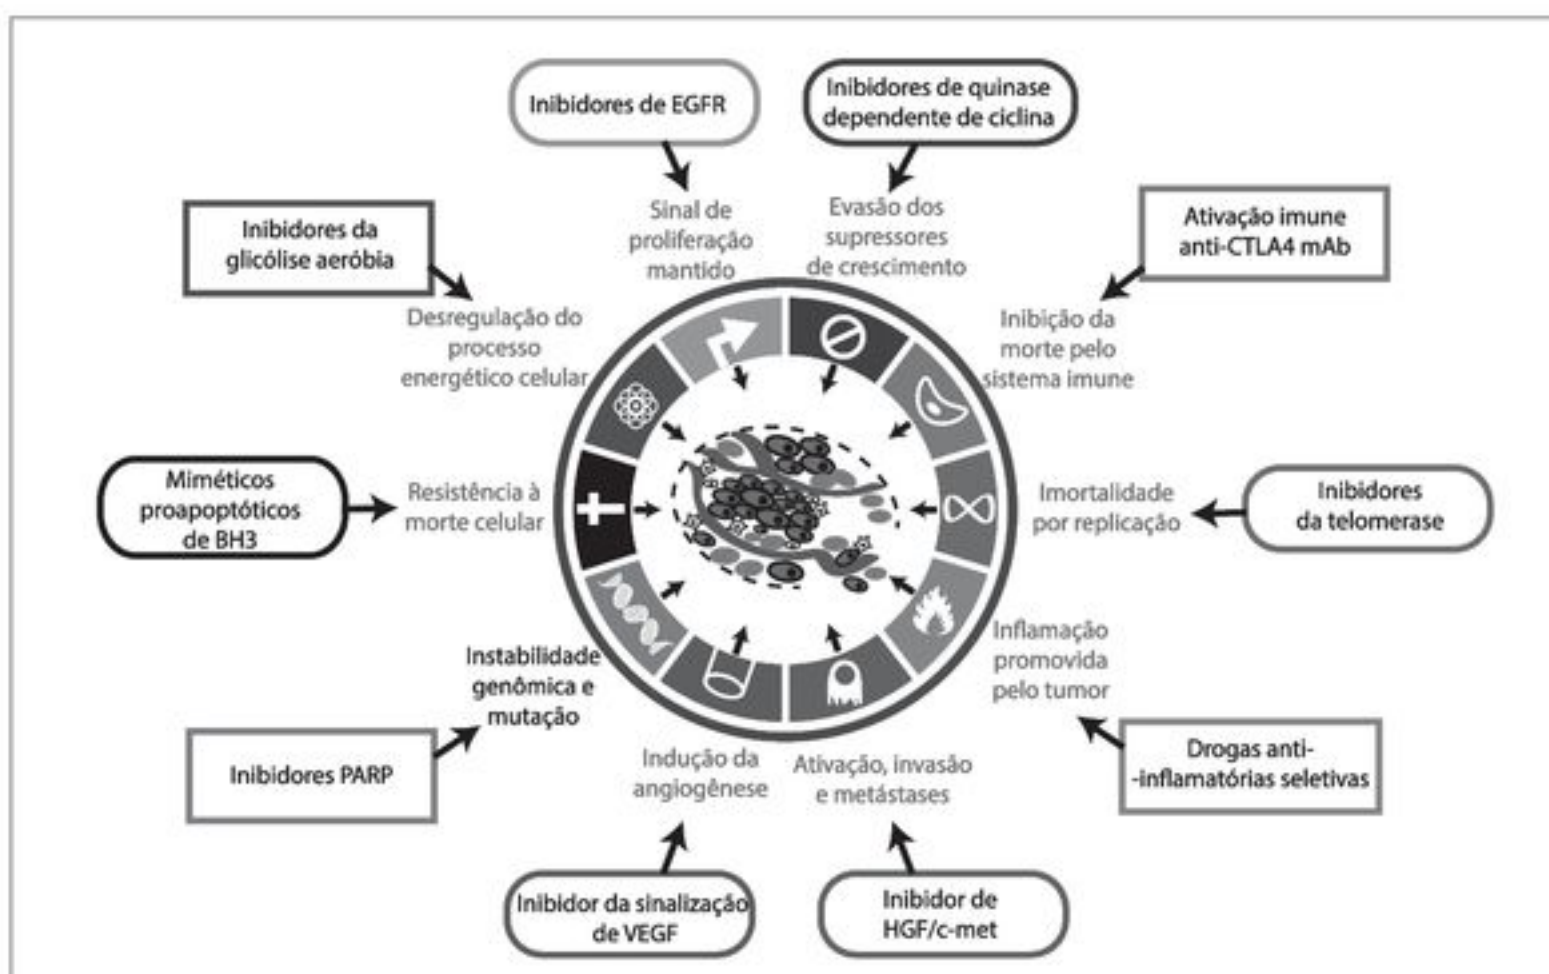 Inibidores de EGFR
Inibidores de quinase
dependente de ciclina
Sinal de
proliferação
mantido
Evasão dos
supressores
de crescimento
Inibidores da
glicólise aeróbia
Ativação imune
anti-CTLA4 mAb
Desregulação do
processo
energético celular
Inibição da
morte pelo
sistema imune
Miméticos
proapoptóticos
de BH3
Resistência à
morte celular
Imortalidade
por replicação
Inibidores
da telomerase
Instabilidade
genômica e
mutação
Inflamação
promovida
pelo tumor
Inibidores PARP
Indução da
angiogênese
Ativação, invasão
e metástases
Drogas anti-
-inflamatórias seletivas
Inibidor da sinalização
de VEGF
Inibidor de
HGF/c-met